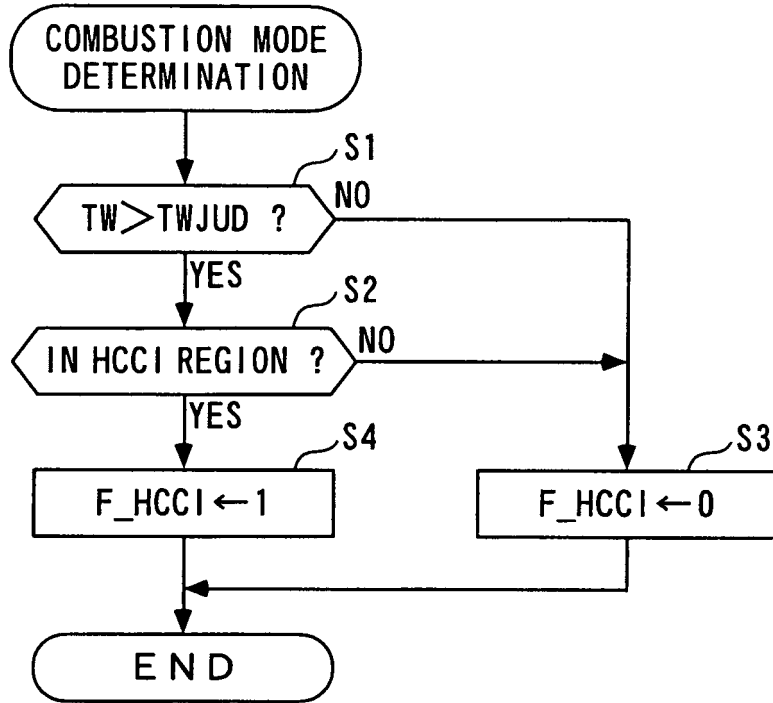 COMBUSTION MODE
DETERMINATION
S1
TW>TWJUD ?
NO
YES
S2
IN HCCI REGION ?
NO
YES
S4
F_HCCI←1
S3
F_HCCI←0
END